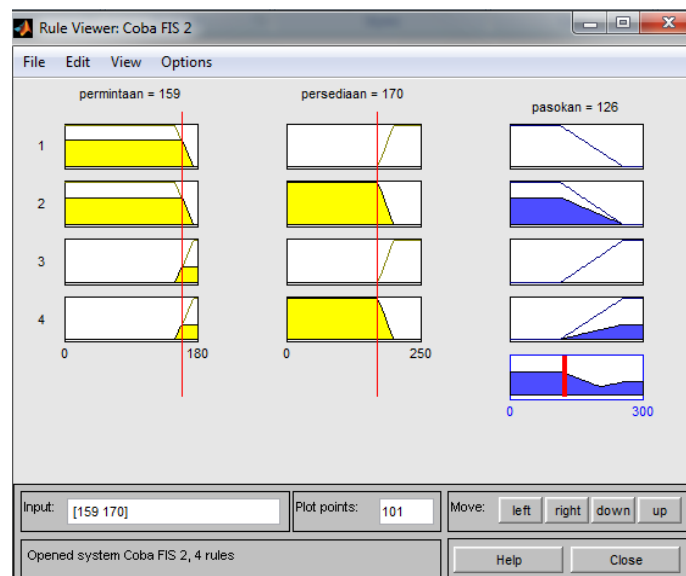 Rule Viewer: Coba FIS 2
File Edit View Options
permintaan = 159
persediaan = 170
pasokan = 126
1
2
3
4
0 180
0 250
0 300
Input: [159 170]
Plot points: 101
Move: left right down up
Opened system Coba FIS 2, 4 rules
Help Close